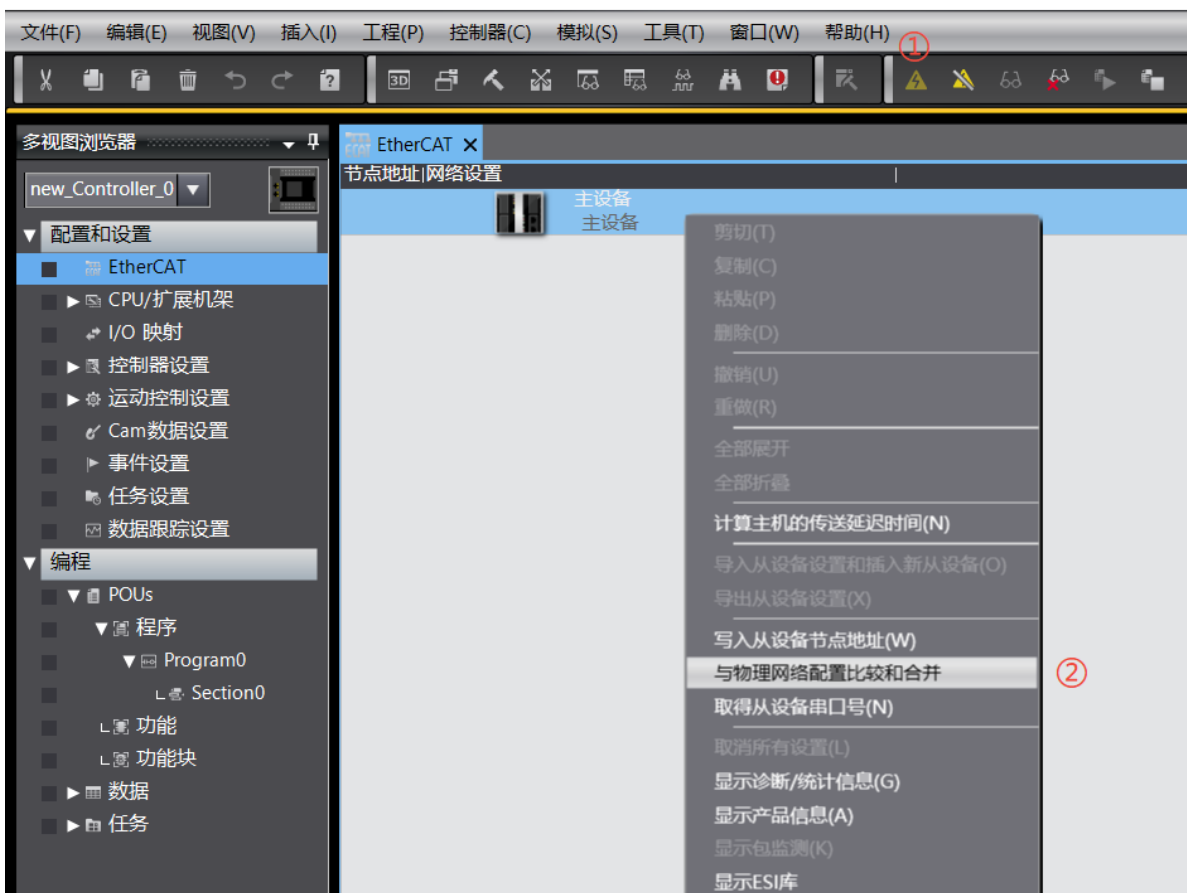 文件(F) 编辑(E) 视图(V) 插入(I) 工程(P) 控制器(C) 模拟(S) 工具(T) 窗口(W) 帮助(H)
①
3D
多视图浏览器
EtherCAT
节点地址|网络设置
new_Controller_0
主设备
主设备
配置和设置
EtherCAT
CPU/扩展机架
I/O 映射
控制器设置
运动控制设置
Cam数据设置
事件设置
任务设置
数据跟踪设置
编程
POUs
程序
Program0
Section0
功能
功能块
数据
任务
剪切(T)
复制(C)
粘贴(P)
删除(D)
撤销(U)
重做(R)
全部展开
全部折叠
计算主机的传送延迟时间(N)
导入从设备设置和插入新从设备(O)
导出从设备设置(X)
写入从设备节点地址(W)
与物理网络配置比较和合并
②
取得从设备串口号(N)
取消所有设置(L)
显示诊断/统计信息(G)
显示产品信息(A)
显示包监测(K)
显示ESI库